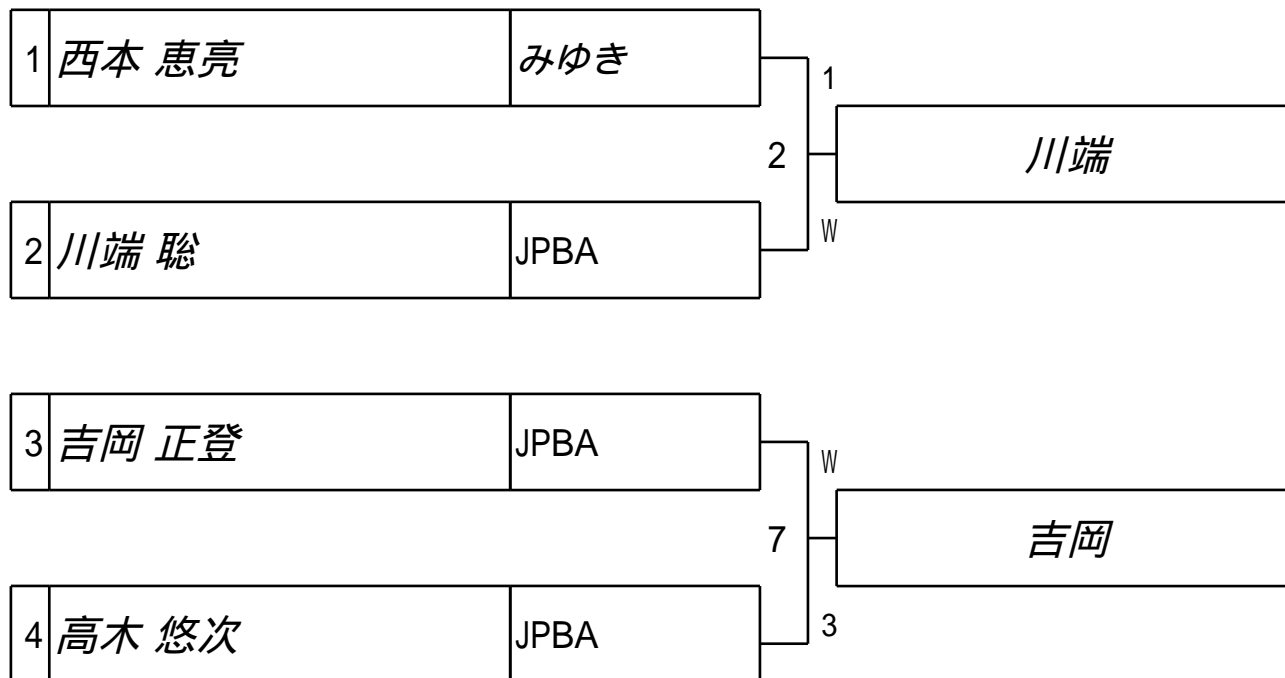 1 西本 恵亮 みゆき
1
2 川端
2 川端 聡 JPBA
W
3 吉岡 正登 JPBA
W
7 吉岡
4 高木 悠次 JPBA
3